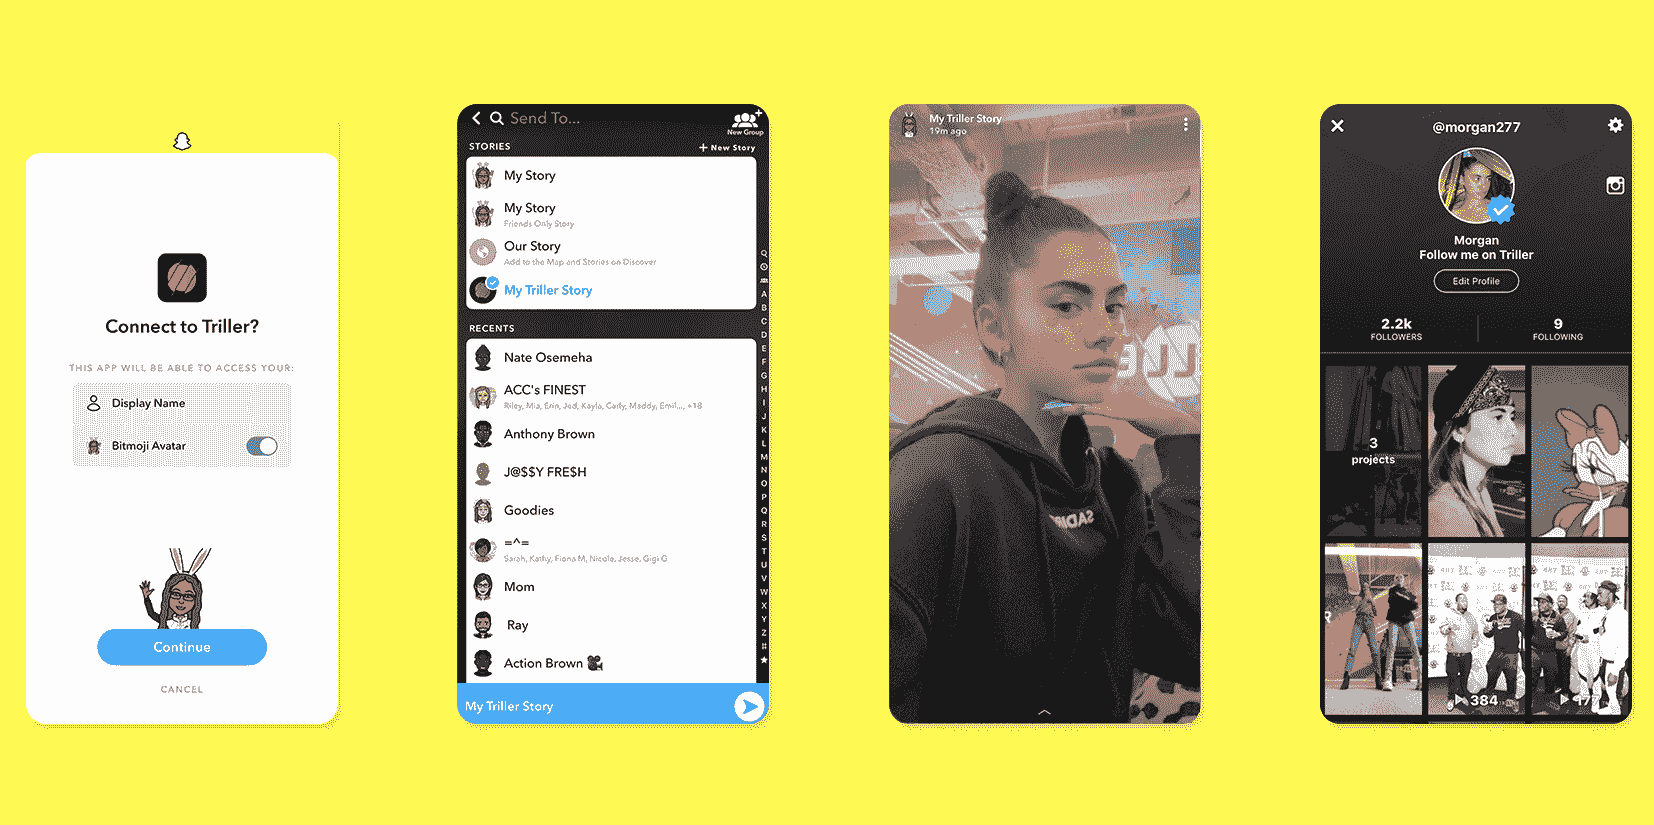 Connect to Triller?
THIS APP WILL BE ABLE TO ACCESS YOUR:
Display Name
Bitmoji Avatar
Continue
CANCEL
Send To...
New Group
STORIES
+ New Story
My Story
My Story
Friends Only Story
Our Story
Add to the Map and Stories on Discover
My Triller Story
RECENTS
Nate Osemeha
ACC's FINEST
Riley, Mia, Erin, Jed, Kayla, Carly, Maddy, Emil..., +18
Anthony Brown
J@$$Y FRE$H
Goodies
=^=
Sarah, Kathy, Fiona M, Nicole, Jesse, Gigi G
Mom
Ray
Action Brown
A
B
C
D
E
F
G
H
I
J
K
L
M
N
O
P
Q
R
S
T
U
V
W
X
Y
Z
#
My Triller Story
My Triller Story
19m ago
@morgan277
Morgan
Follow me on Triller
Edit Profile
2.2k
FOLLOWERS
9
FOLLOWING
3
projects
384